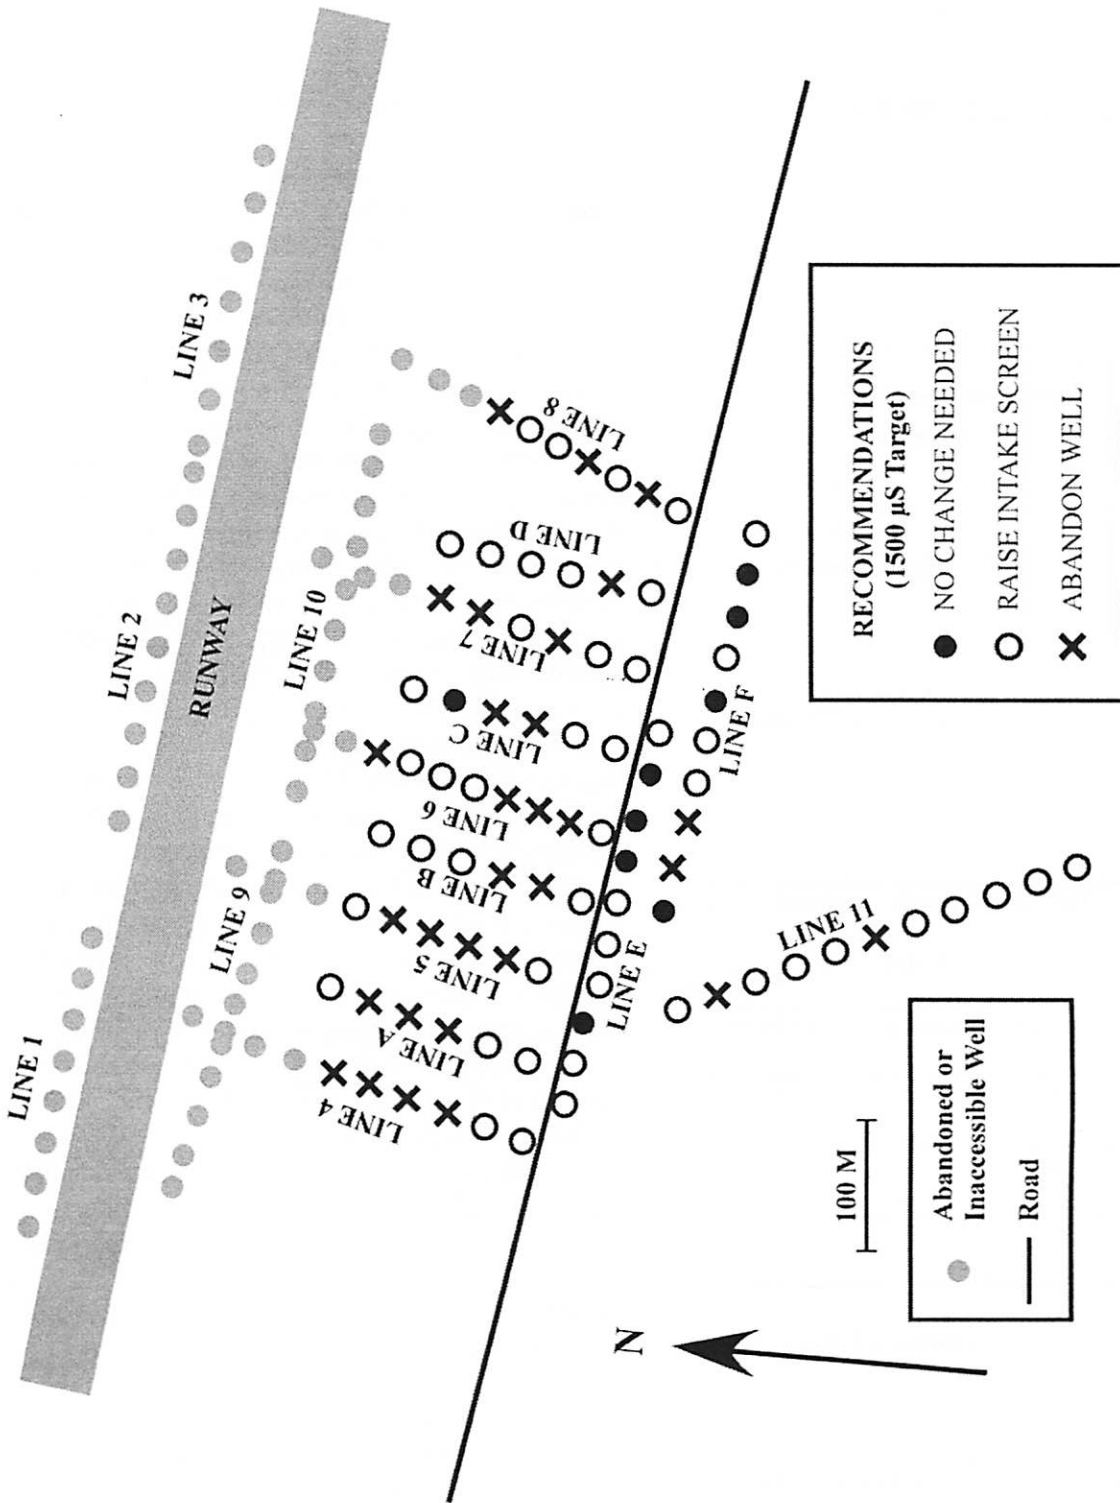 LINE 1
LINE 2
LINE 3
RUNWAY
LINE 9
LINE 10
LINE 4
LINE A
LINE 5
LINE B
LINE 6
LINE C
LINE 7
LINE D
LINE 8
LINE E
LINE F
LINE 11
N
100 M
Abandoned or
Inaccessible Well
Road
RECOMMENDATIONS
(1500 µS Target)
NO CHANGE NEEDED
RAISE INTAKE SCREEN
ABANDON WELL